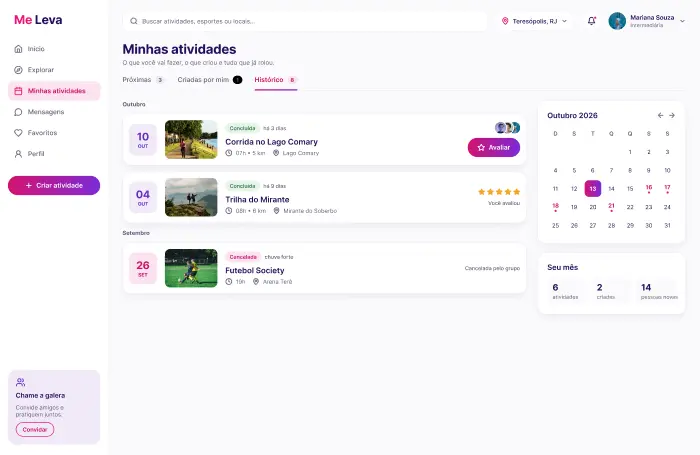 Me Leva
Início
Explorar
Minhas atividades
Mensagens
Favoritos
Perfil
+ Criar atividade
Chame a galera
Convide amigos e
pratiquem juntos.
Convidar
Buscar atividades, esportes ou locais...
Teresópolis, RJ
Mariana Souza
Intermediária
Minhas atividades
O que você vai fazer, o que criou e tudo que já rolou.
Próximas 3
Criadas por mim
Histórico 8
Outubro
10
OUT
Concluída há 3 dias
Corrida no Lago Comary
07h • 5 km Lago Comary
Avaliar
04
OUT
Concluída há 9 dias
Trilha do Mirante
08h • 6 km Mirante do Soberbo
Você avaliou
Setembro
26
SET
Cancelada chuva forte
Futebol Society
19h Arena Terê
Cancelada pelo grupo
Outubro 2026
D S T Q Q S S
1 2 3
4 5 6 7 8 9 10
11 12 13 14 15 16 17
18 19 20 21 22 23 24
25 26 27 28 29 30 31
Seu mês
6
atividades
2
criadas
14
pessoas novas